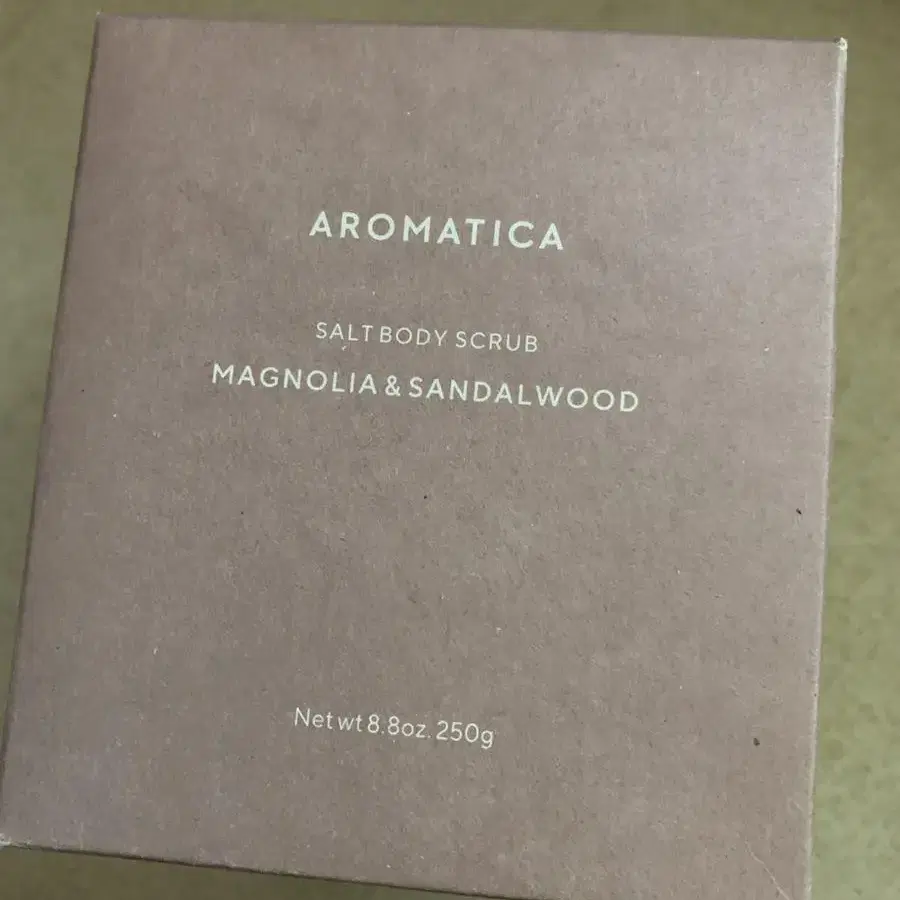 AROMATICA
SALT BODY SCRUB
MAGNOLIA & SANDALWOOD
Net wt 8.8oz. 250g